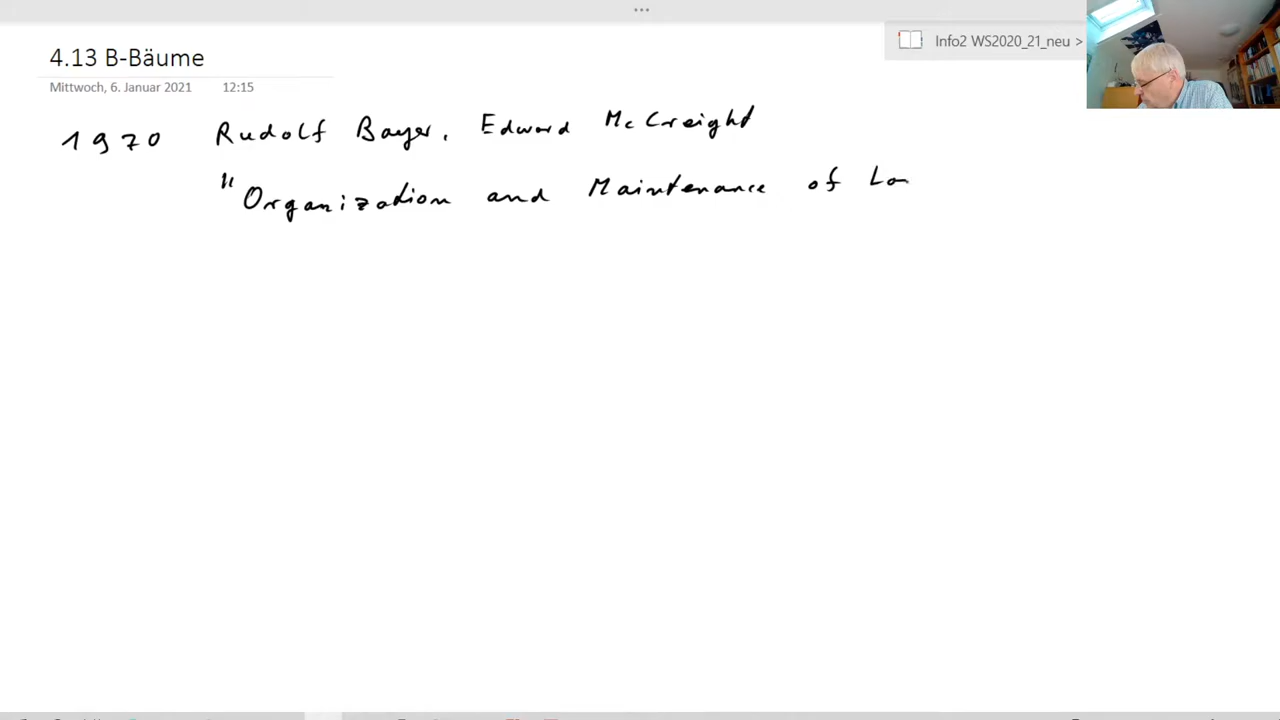 ...
4.13 B-Bäume
Mittwoch, 6. Januar 2021 12:15
Info2 WS2020_21_neu >
1970 Rudolf Bayer, Edward McCreight
"Organization and Maintenance of La